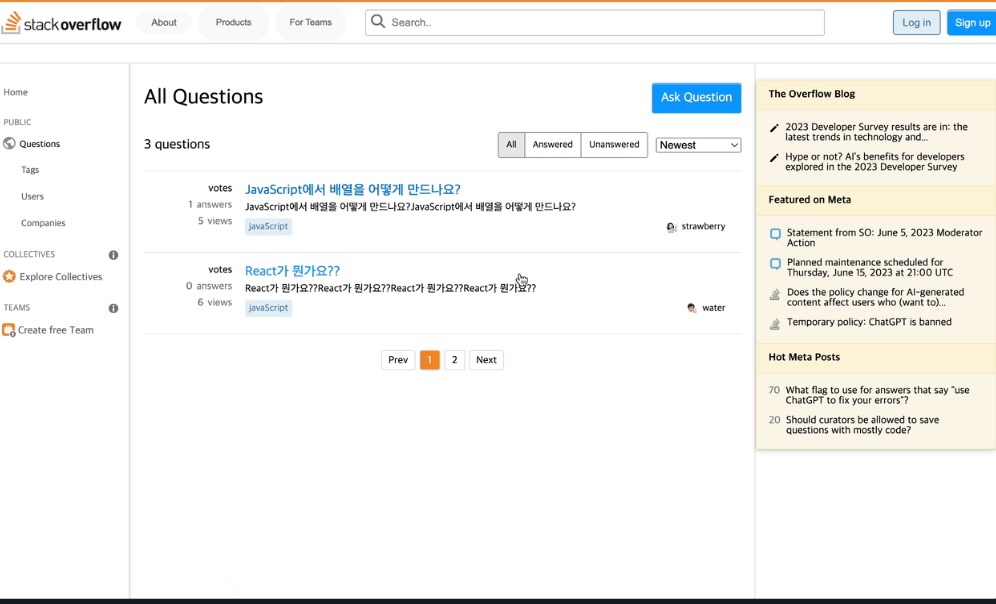 stackoverflow
About
Products
For Teams
Search..
Log in
Sign up
Home
PUBLIC
Questions
Tags
Users
Companies
COLLECTIVES
Explore Collectives
TEAMS
Create free Team
All Questions
Ask Question
3 questions
All
Answered
Unanswered
Newest
votes
1 answers
5 views
JavaScript에서 배열을 어떻게 만드나요?
JavaScript에서 배열을 어떻게 만드나요?JavaScript에서 배열을 어떻게 만드나요?
JavaScript
strawberry
votes
0 answers
6 views
React가 뭔가요??
React가 뭔가요??React가 뭔가요??React가 뭔가요??React가 뭔가요??
JavaScript
water
Prev
1
2
Next
The Overflow Blog
2023 Developer Survey results are in: the
latest trends in technology and...
Hype or not? AI's benefits for developers
explored in the 2023 Developer Survey
Featured on Meta
Statement from SO: June 5, 2023 Moderator
Action
Planned maintenance scheduled for
Thursday, June 15, 2023 at 21:00 UTC
Does the policy change for AI-generated
content affect users who (want to)...
Temporary policy: ChatGPT is banned
Hot Meta Posts
70 What flag to use for answers that say "use
ChatGPT to fix your errors"?
20 Should curators be allowed to save
questions with mostly code?